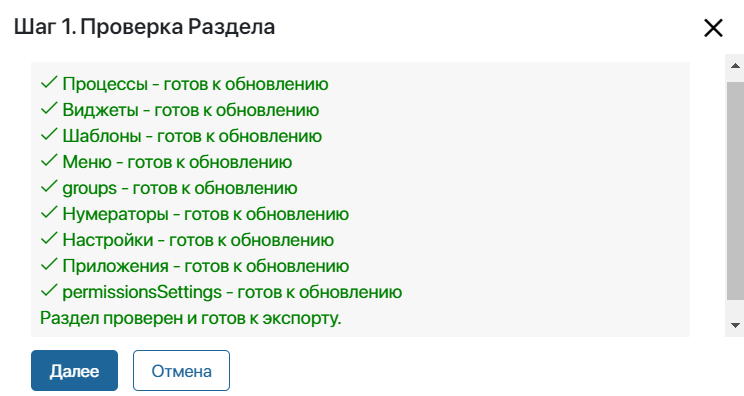 Шаг 1. Проверка Раздела
Процессы - готов к обновлению
Виджеты - готов к обновлению
Шаблоны - готов к обновлению
Меню - готов к обновлению
groups - готов к обновлению
Нумераторы - готов к обновлению
Настройки - готов к обновлению
Приложения - готов к обновлению
permissionsSettings - готов к обновлению
Раздел проверен и готов к экспорту.
Далее
Отмена